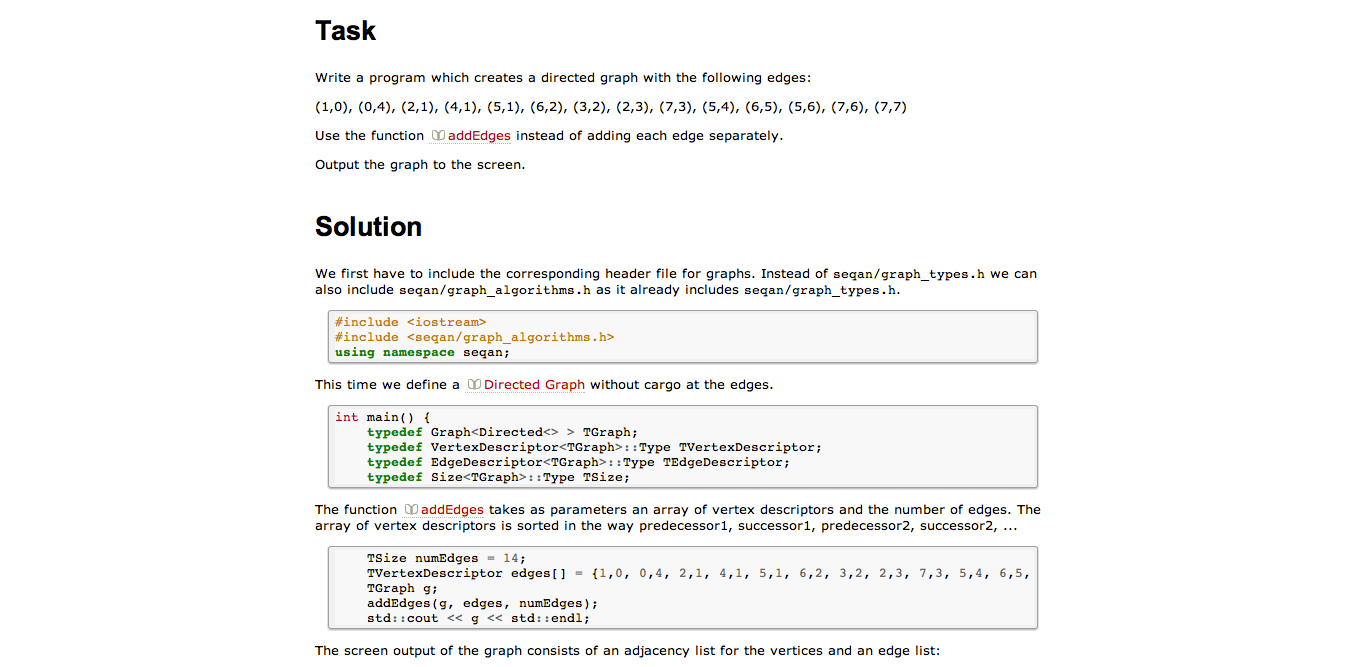 Task
Write a program which creates a directed graph with the following edges:
(1,0), (0,4), (2,1), (4,1), (5,1), (6,2), (3,2), (2,3), (7,3), (5,4), (6,5), (5,6), (7,6), (7,7)
Use the function addEdges instead of adding each edge separately.
Output the graph to the screen.
Solution
We first have to include the corresponding header file for graphs. Instead of seqan/graph_types.h we can
also include seqan/graph_algorithms.h as it already includes seqan/graph_types.h.
#include <iostream>
#include <seqan/graph_algorithms.h>
using namespace seqan;
This time we define a Directed Graph without cargo at the edges.
int main() {
    typedef Graph<Directed<> > TGraph;
    typedef VertexDescriptor<TGraph>::Type TVertexDescriptor;
    typedef EdgeDescriptor<TGraph>::Type TEdgeDescriptor;
    typedef Size<TGraph>::Type TSize;
The function addEdges takes as parameters an array of vertex descriptors and the number of edges. The
array of vertex descriptors is sorted in the way predecessor1, successor1, predecessor2, successor2, ...
    TSize numEdges = 14;
    TVertexDescriptor edges[] = {1,0, 0,4, 2,1, 4,1, 5,1, 6,2, 3,2, 2,3, 7,3, 5,4, 6,5,
    TGraph g;
    addEdges(g, edges, numEdges);
    std::cout << g << std::endl;
The screen output of the graph consists of an adjacency list for the vertices and an edge list: